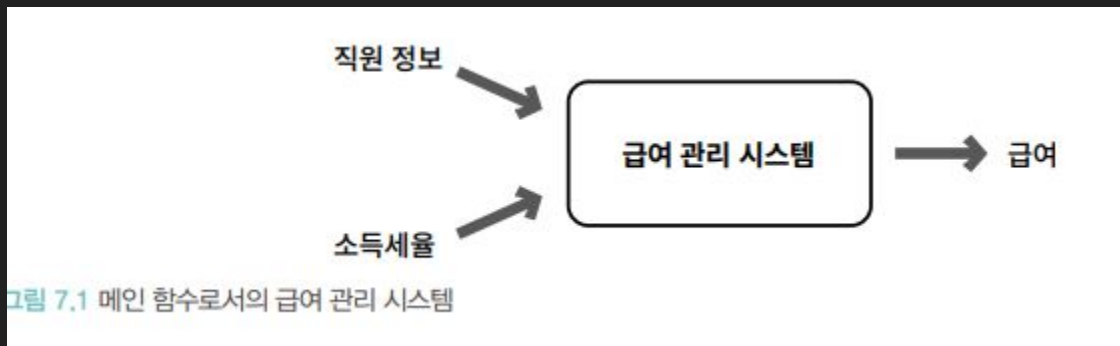 직원 정보
급여 관리 시스템
급여
소득세율
그림 7.1 메인 함수로서의 급여 관리 시스템